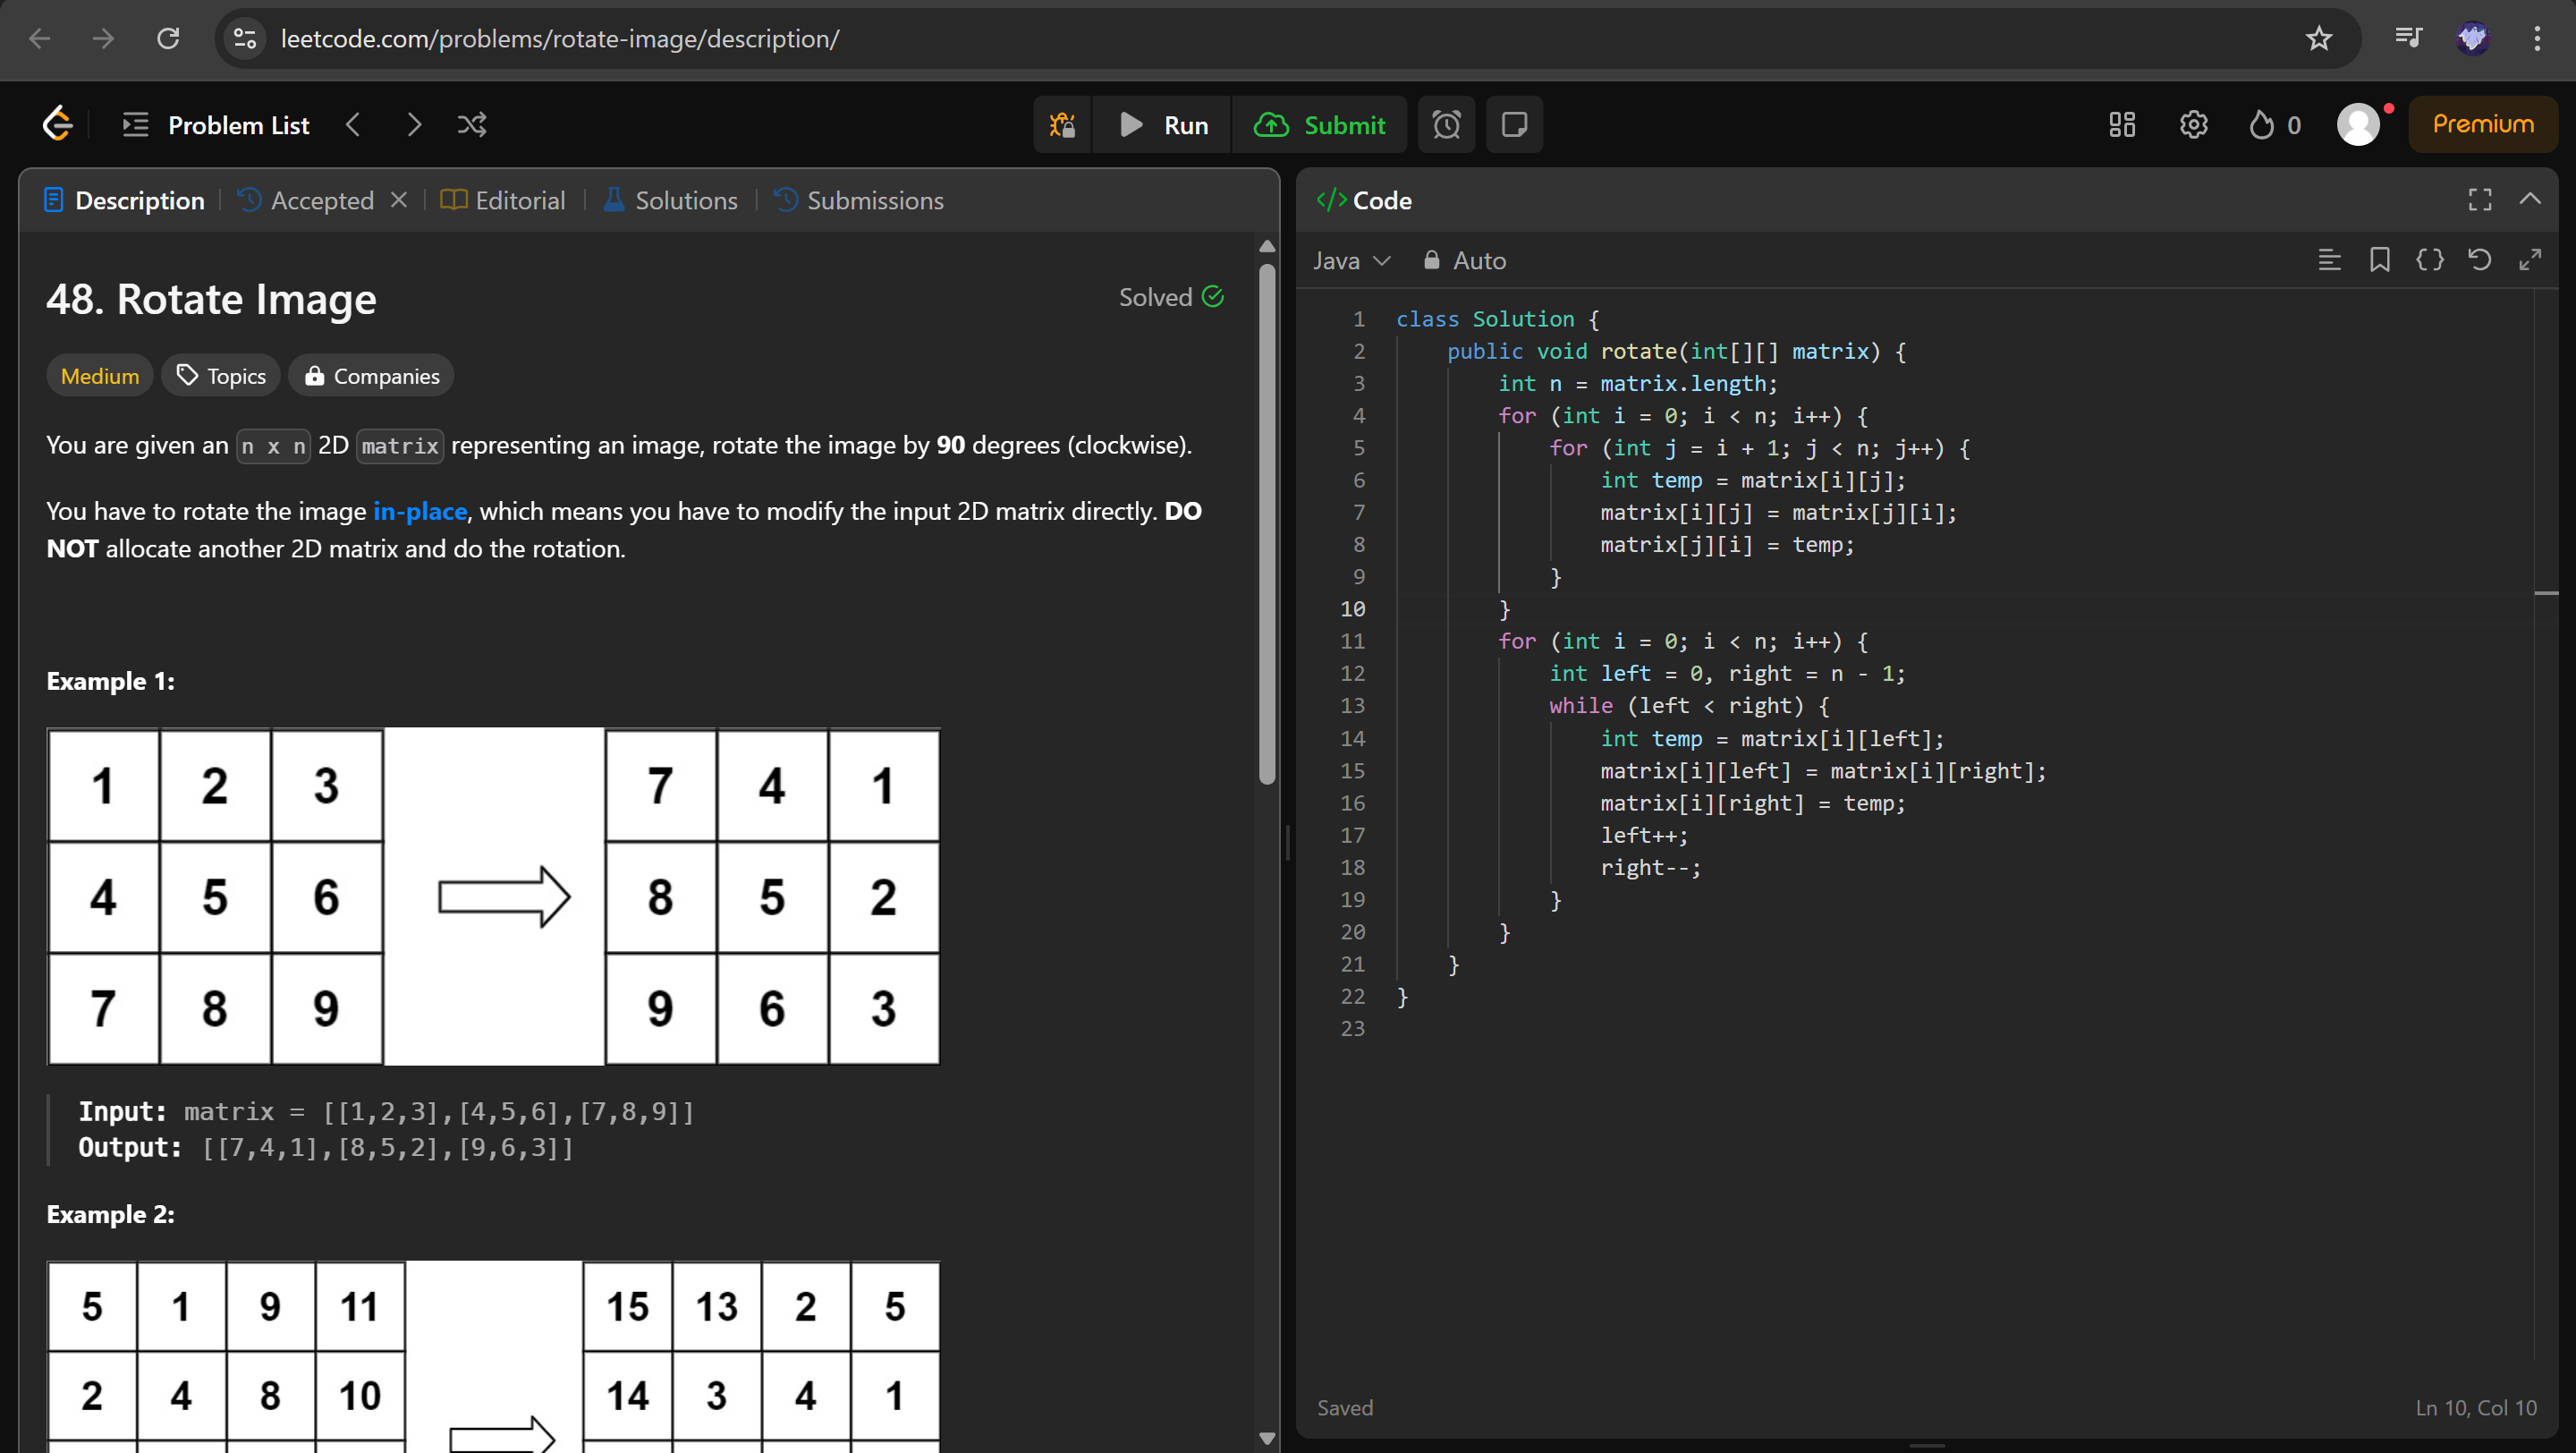 leetcode.com/problems/rotate-image/description/
Problem List
Run
Submit
0
Premium
Description
Accepted
Editorial
Solutions
Submissions
48. Rotate Image
Solved
Medium
Topics
Companies
You are given an n x n 2D matrix representing an image, rotate the image by 90 degrees (clockwise).
You have to rotate the image in-place, which means you have to modify the input 2D matrix directly. DO
NOT allocate another 2D matrix and do the rotation.
Example 1:
1 2 3 7 4 1
4 5 6 8 5 2
7 8 9 9 6 3
Input: matrix = [[1,2,3],[4,5,6],[7,8,9]]
Output: [[7,4,1],[8,5,2],[9,6,3]]
Example 2:
5 1 9 11 15 13 2 5
2 4 8 10 14 3 4 1
</> Code
Java
Auto
1 class Solution {
2 public void rotate(int[][] matrix) {
3 int n = matrix.length;
4 for (int i = 0; i < n; i++) {
5 for (int j = i + 1; j < n; j++) {
6 int temp = matrix[i][j];
7 matrix[i][j] = matrix[j][i];
8 matrix[j][i] = temp;
9 }
10 }
11 for (int i = 0; i < n; i++) {
12 int left = 0, right = n - 1;
13 while (left < right) {
14 int temp = matrix[i][left];
15 matrix[i][left] = matrix[i][right];
16 matrix[i][right] = temp;
17 left++;
18 right--;
19 }
20 }
21 }
22 }
23
Saved
Ln 10, Col 10